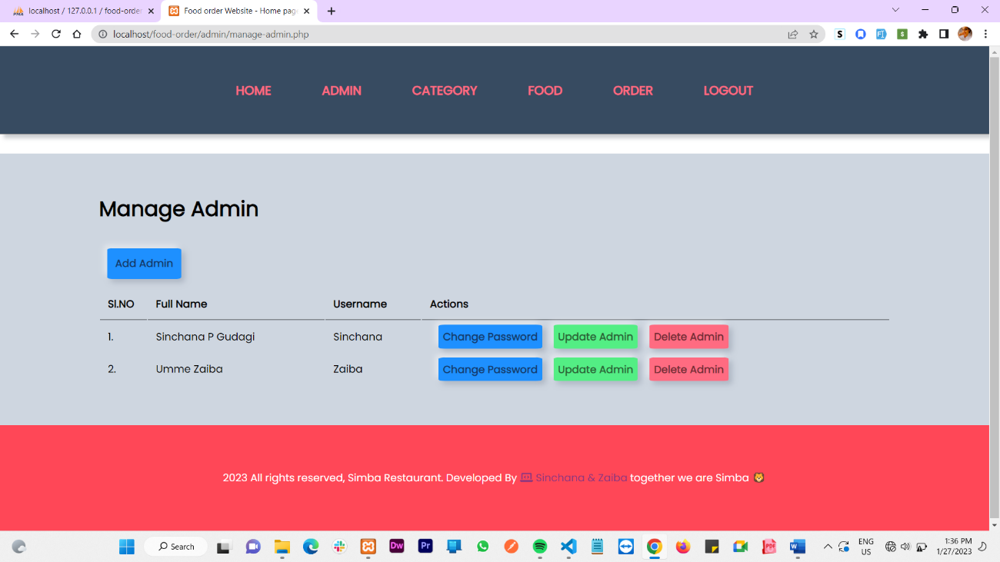 localhost / 127.0.0.1 / food-order
Food order Website - Home page
localhost/food-order/admin/manage-admin.php
HOME ADMIN CATEGORY FOOD ORDER LOGOUT
Manage Admin
Add Admin
Sl.NO Full Name Username Actions
1. Sinchana P Gudagi Sinchana Change Password Update Admin Delete Admin
2. Umme Zaiba Zaiba Change Password Update Admin Delete Admin
2023 All rights reserved, Simba Restaurant. Developed By Sinchana & Zaiba together we are Simba 🦁
Search
Dw
Pr
ENG
US
1:36 PM
1/27/2023